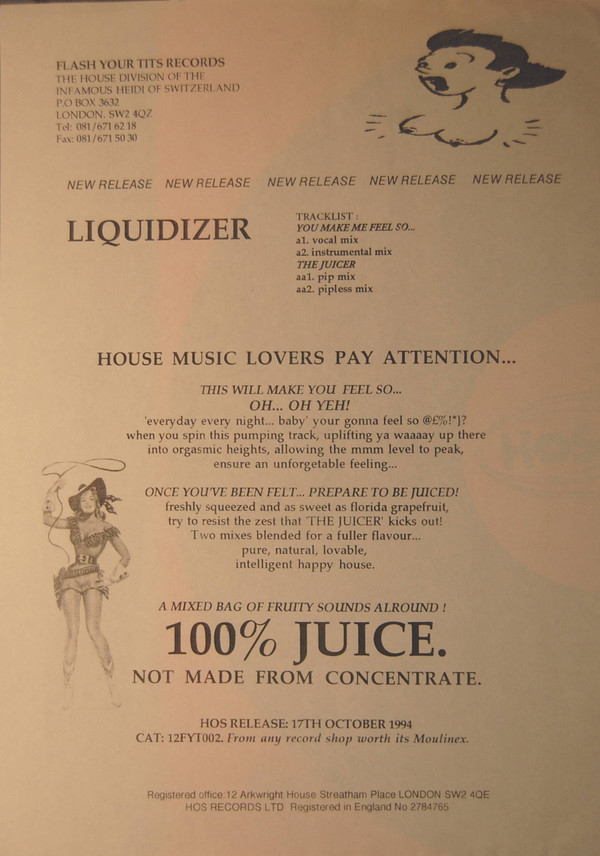 FLASH YOUR TITS RECORDS
THE HOUSE DIVISION OF THE
INFAMOUS HEIDI OF SWITZERLAND
P.O BOX 3632
LONDON. SW2 4QZ
Tel: 081/671 62 18
Fax: 081/671 50 30
NEW RELEASE NEW RELEASE NEW RELEASE NEW RELEASE NEW RELEASE
LIQUIDIZER
TRACKLIST :
YOU MAKE ME FEEL SO...
a1. vocal mix
a2. instrumental mix
THE JUICER
aa1. pip mix
aa2. pipless mix
HOUSE MUSIC LOVERS PAY ATTENTION...
THIS WILL MAKE YOU FEEL SO...
OH... OH YEH!
'everyday every night... baby' your gonna feel so @£%!*}?
when you spin this pumping track, uplifting ya waaaay up there
into orgasmic heights, allowing the mmm level to peak,
ensure an unforgetable feeling...
ONCE YOU'VE BEEN FELT... PREPARE TO BE JUICED!
freshly squeezed and as sweet as florida grapefruit,
try to resist the zest that 'THE JUICER' kicks out!
Two mixes blended for a fuller flavour...
pure, natural, lovable,
intelligent happy house.
A MIXED BAG OF FRUITY SOUNDS ALROUND !
100% JUICE.
NOT MADE FROM CONCENTRATE.
HOS RELEASE: 17TH OCTOBER 1994
CAT: 12FYT002. From any record shop worth its Moulinex.
Registered office:12 Arkwright House Streatham Place LONDON SW2 4QE
HOS RECORDS LTD Registered in England No 2784765